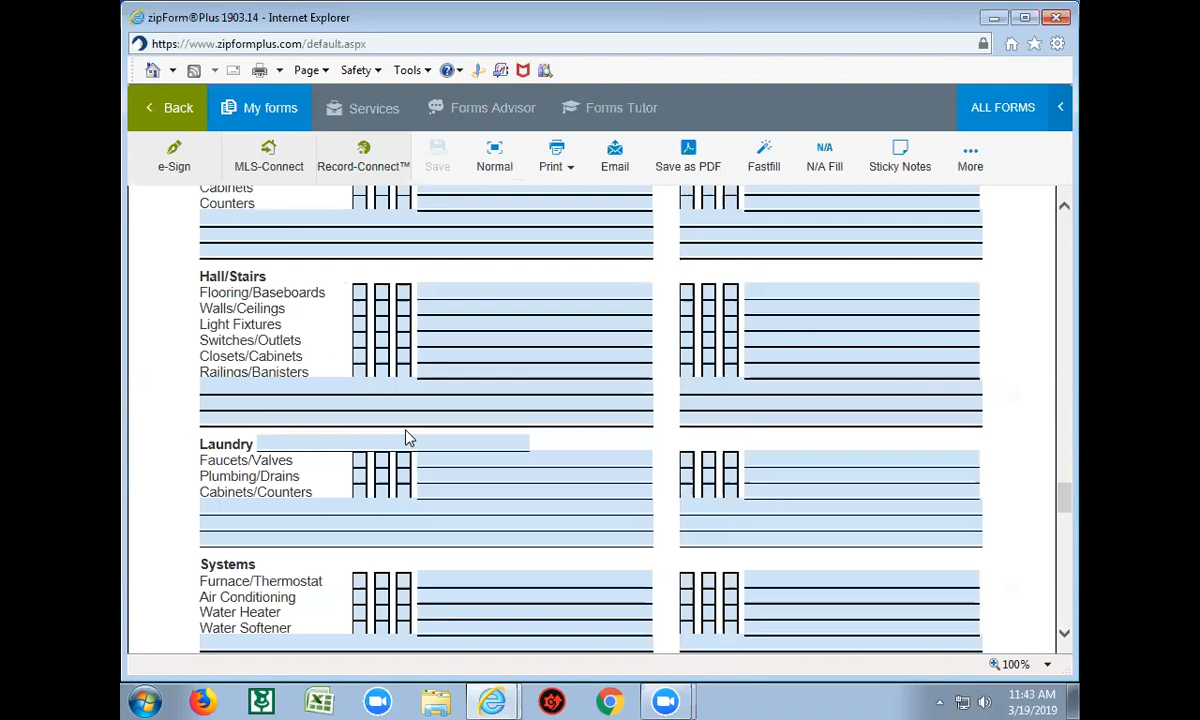 zipForm®Plus 1903.14 - Internet Explorer
https://www.zipformplus.com/default.aspx
Page Safety Tools
Back My forms Services Forms Advisor Forms Tutor ALL FORMS
e-Sign MLS-Connect Record-Connect™ Save Normal Print Email Save as PDF Fastfill N/A N/A Fill Sticky Notes More
Cabinets
Counters
Hall/Stairs
Flooring/Baseboards
Walls/Ceilings
Light Fixtures
Switches/Outlets
Closets/Cabinets
Railings/Banisters
Laundry
Faucets/Valves
Plumbing/Drains
Cabinets/Counters
Systems
Furnace/Thermostat
Air Conditioning
Water Heater
Water Softener
100%
11:43 AM
3/19/2019